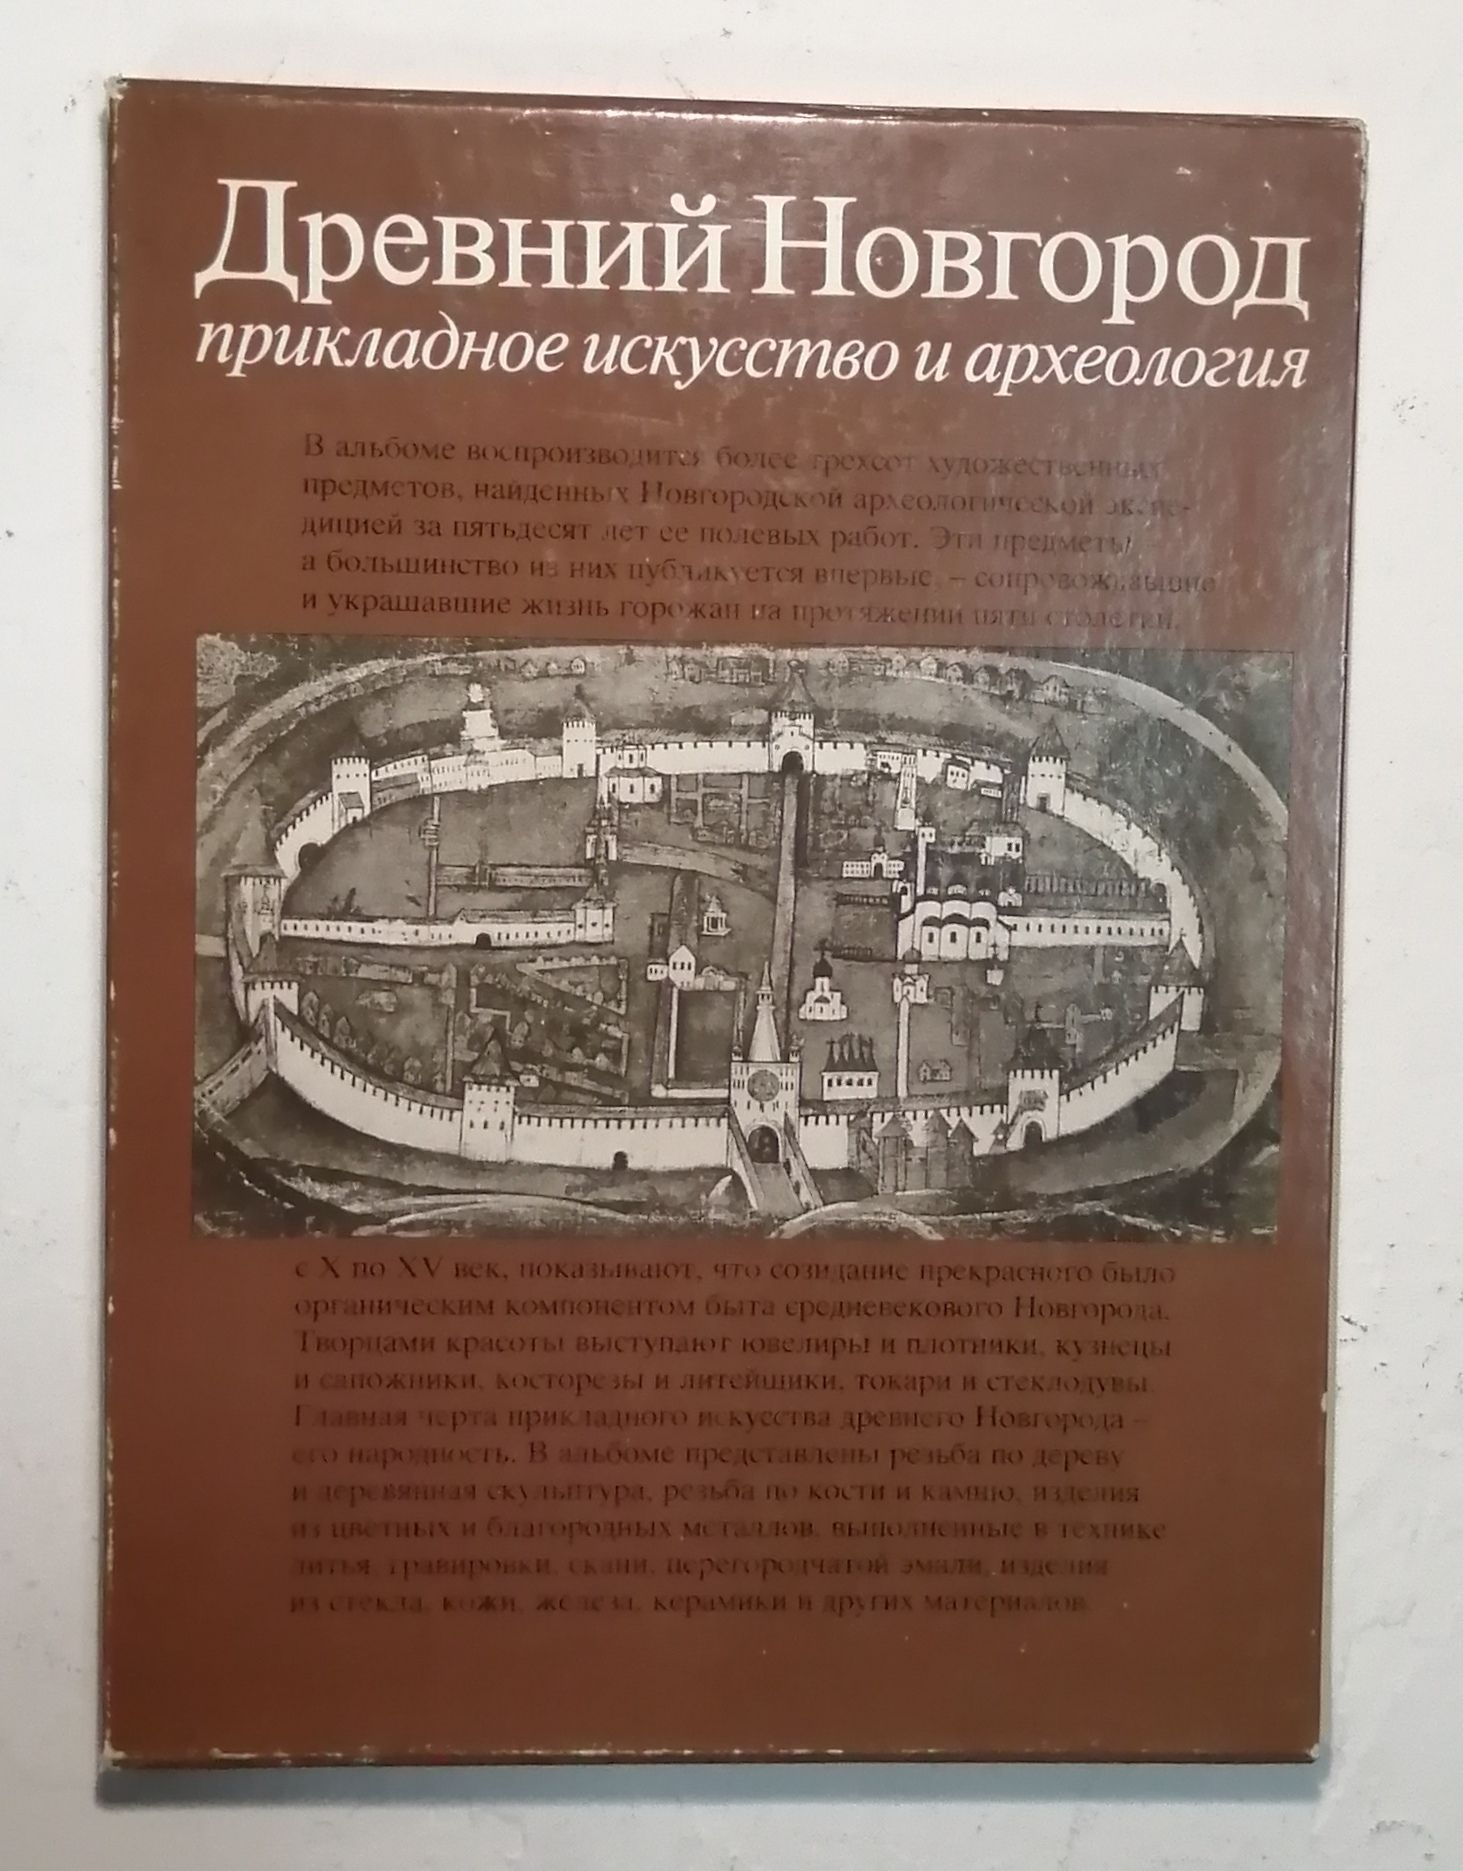 Древний Новгород
прикладное искусство и археология
В альбоме воспроизводится более трехсот художественных
предметов, найденных Новгородской археологической экспе-
дицией за пятьдесят лет ее полевых работ. Эти предметы –
а большинство из них публикуется впервые, – сопровождавшие
и украшавшие жизнь горожан на протяжении пяти столетий,
с X по XV век, показывают, что созидание прекрасного было
органическим компонентом быта средневекового Новгорода.
Творцами красоты выступают ювелиры и плотники, кузнецы
и сапожники, косторезы и литейщики, токари и стеклодувы.
Главная черта прикладного искусства древнего Новгорода –
его народность. В альбоме представлены резьба по дереву
и деревянная скульптура, резьба по кости и камню, изделия
из цветных и благородных металлов, выполненные в технике
литья, гравировки, скани, перегородчатой эмали, изделия
из стекла, кожи, железа, керамики и других материалов.